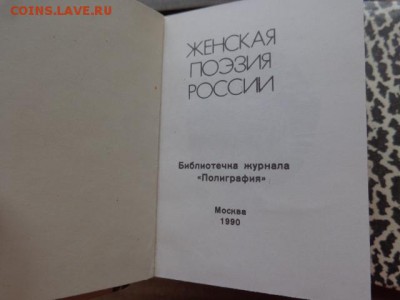 COINS.LAVE.RU
ЖЕНСКАЯ
ПОЭЗИЯ
РОССИИ
Библиотечка журнала
«Полиграфия»
Москва
1990